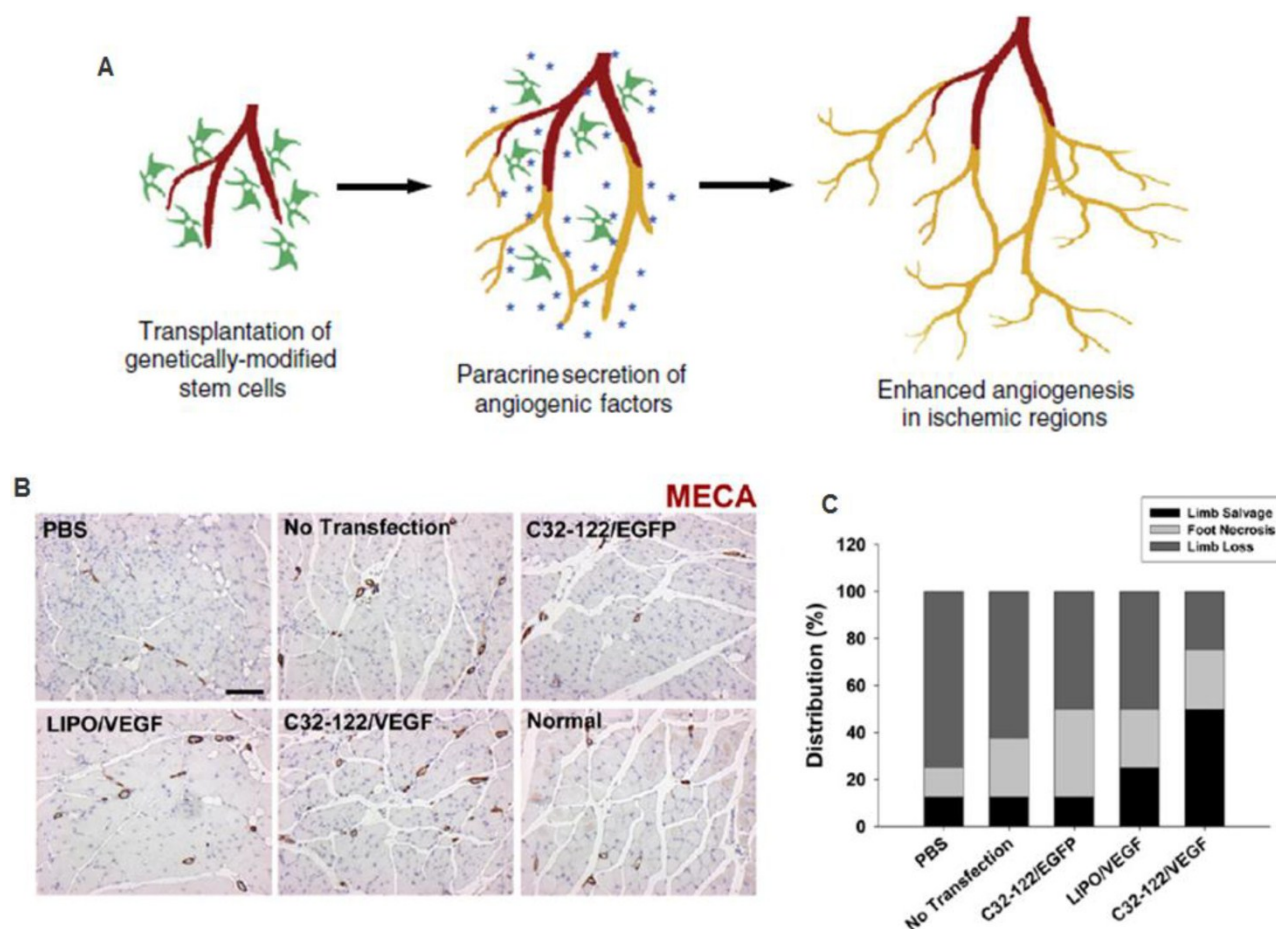 A
Transplantation of
genetically-modified
stem cells
Paracrine secretion of
angiogenic factors
Enhanced angiogenesis
in ischemic regions
B
MECA
PBS
No Transfection
C32-122/EGFP
LIPO/VEGF
C32-122/VEGF
Normal
C
Limb Salvage
Foot Necrosis
Limb Loss
Distribution (%)
120
100
80
60
40
20
0
PBS
No Transfection
C32-122/EGFP
LIPO/VEGF
C32-122/VEGF